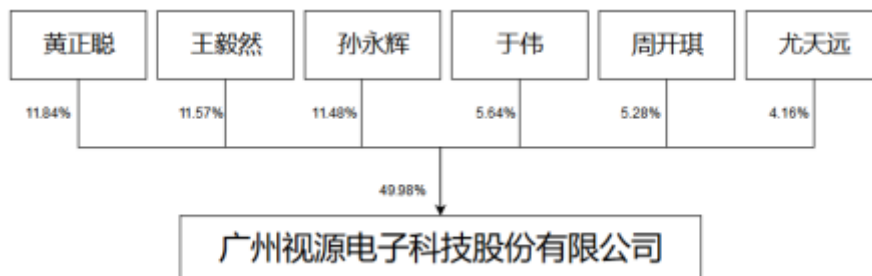 黄正聪 王毅然 孙永辉 于伟 周开琪 尤天远
11.84% 11.57% 11.48% 5.64% 5.28% 4.16%
49.98%
广州视源电子科技股份有限公司